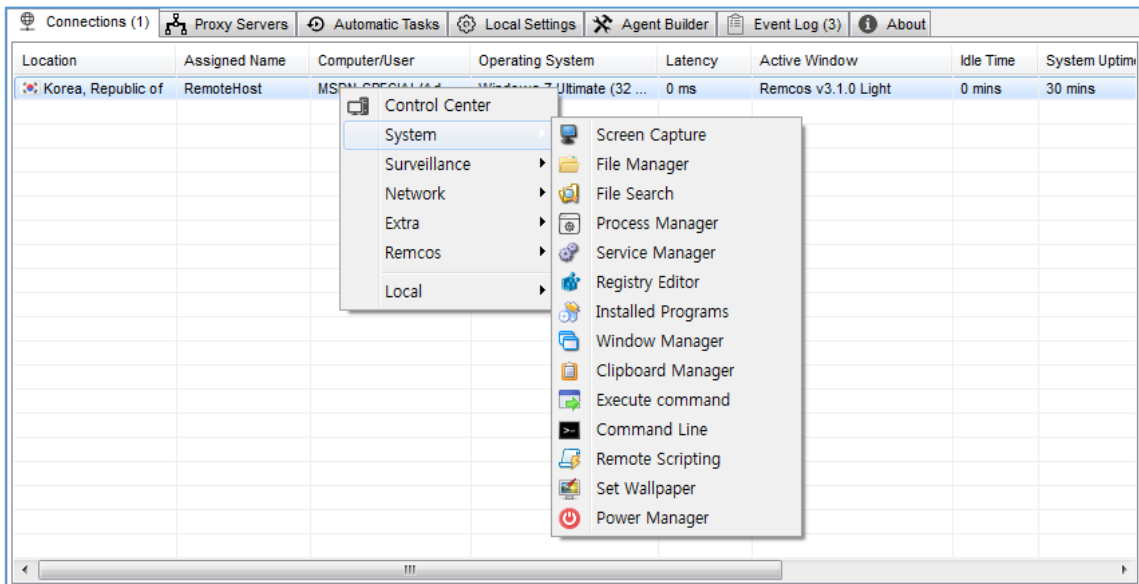 Connections (1) Proxy Servers Automatic Tasks Local Settings Agent Builder Event Log (3) About
Location Assigned Name Computer/User Operating System Latency Active Window Idle Time System Uptime
Korea, Republic of RemoteHost Ultimate (32 ... 0 ms Remcos v3.1.0 Light 0 mins 30 mins
Control Center
System
Surveillance
Network
Extra
Remcos
Local
Screen Capture
File Manager
File Search
Process Manager
Service Manager
Registry Editor
Installed Programs
Window Manager
Clipboard Manager
Execute command
Command Line
Remote Scripting
Set Wallpaper
Power Manager